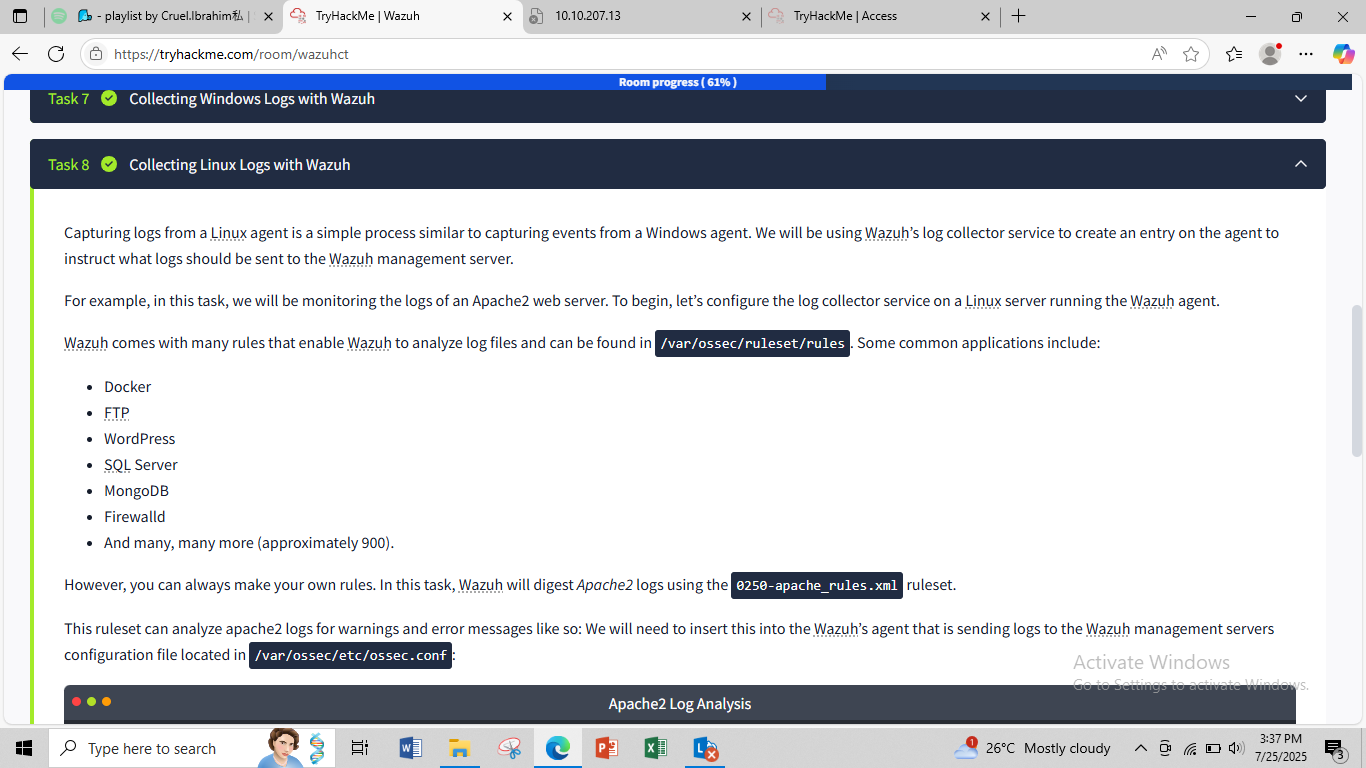 - playlist by Cruel.Ibrahim私 |
TryHackMe | Wazuh
10.10.207.13
TryHackMe | Access
https://tryhackme.com/room/wazuhct
Room progress ( 61% )
Task 7 Collecting Windows Logs with Wazuh
Task 8 Collecting Linux Logs with Wazuh
Capturing logs from a Linux agent is a simple process similar to capturing events from a Windows agent. We will be using Wazuh’s log collector service to create an entry on the agent to
instruct what logs should be sent to the Wazuh management server.
For example, in this task, we will be monitoring the logs of an Apache2 web server. To begin, let’s configure the log collector service on a Linux server running the Wazuh agent.
Wazuh comes with many rules that enable Wazuh to analyze log files and can be found in /var/ossec/ruleset/rules . Some common applications include:
• Docker
• FTP
• WordPress
• SQL Server
• MongoDB
• Firewalld
• And many, many more (approximately 900).
However, you can always make your own rules. In this task, Wazuh will digest Apache2 logs using the 0250-apache_rules.xml ruleset.
This ruleset can analyze apache2 logs for warnings and error messages like so: We will need to insert this into the Wazuh’s agent that is sending logs to the Wazuh management servers
configuration file located in /var/ossec/etc/ossec.conf :
Activate Windows
Go to Settings to activate Windows.
Apache2 Log Analysis
Type here to search
1
26°C Mostly cloudy
3:37 PM
7/25/2025
3